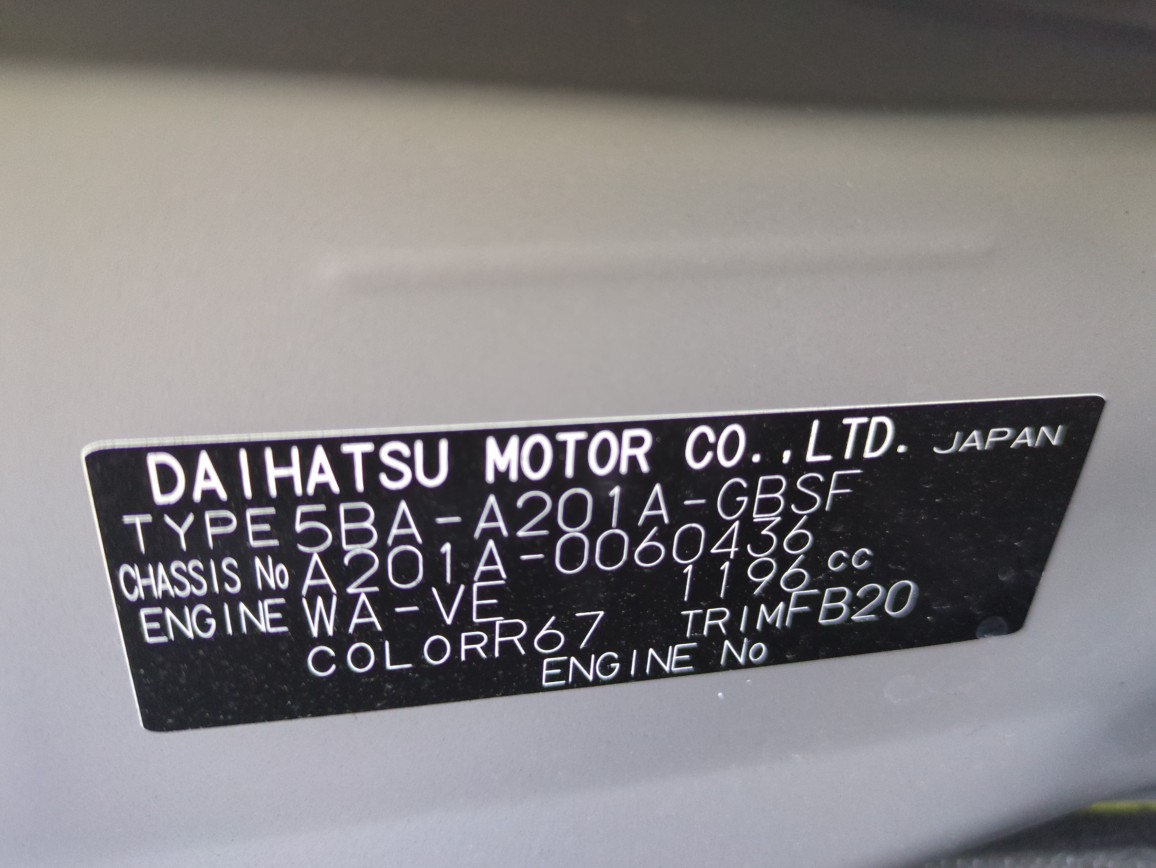 DAIHATSU MOTOR CO.,LTD. JAPAN
TYPE 5BA-A201A-GBSF
CHASSIS No A201A-0060436
ENGINE WA-VE 1196 cc
COLOR R67 TRIM FB20
ENGINE No